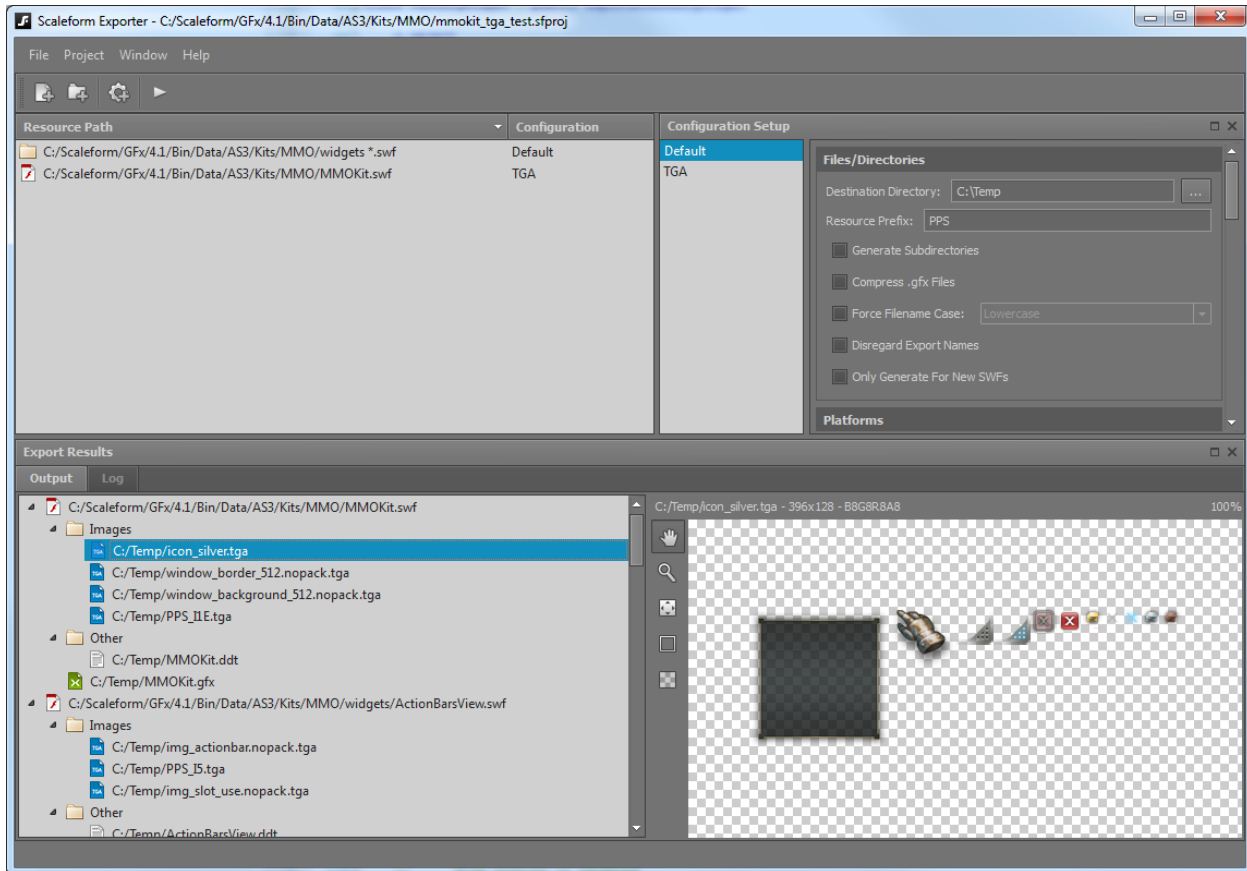 Scaleform Exporter - C:/Scaleform/GFx/4.1/Bin/Data/AS3/Kits/MMO/mmokit_tga_test.sfproj
File Project Window Help
Resource Path Configuration
C:/Scaleform/GFx/4.1/Bin/Data/AS3/Kits/MMO/widgets *.swf Default
C:/Scaleform/GFx/4.1/Bin/Data/AS3/Kits/MMO/MMOKit.swf TGA
Configuration Setup
Default
TGA
Files/Directories
Destination Directory: C:\Temp ...
Resource Prefix: PPS
Generate Subdirectories
Compress .gfx Files
Force Filename Case: Lowercase
Disregard Export Names
Only Generate For New SWFs
Platforms
Export Results
Output Log
C:/Scaleform/GFx/4.1/Bin/Data/AS3/Kits/MMO/MMOKit.swf
Images
TGA C:/Temp/icon_silver.tga
TGA C:/Temp/window_border_512.nopack.tga
TGA C:/Temp/window_background_512.nopack.tga
TGA C:/Temp/PPS_I1E.tga
Other
C:/Temp/MMOKit.ddt
C:/Temp/MMOKit.gfx
C:/Scaleform/GFx/4.1/Bin/Data/AS3/Kits/MMO/widgets/ActionBarsView.swf
Images
TGA C:/Temp/img_actionbar.nopack.tga
TGA C:/Temp/PPS_I5.tga
TGA C:/Temp/img_slot_use.nopack.tga
Other
C:/Temp/ActionBarsView.ddt
C:/Temp/icon_silver.tga - 396x128 - B8G8R8A8 100%